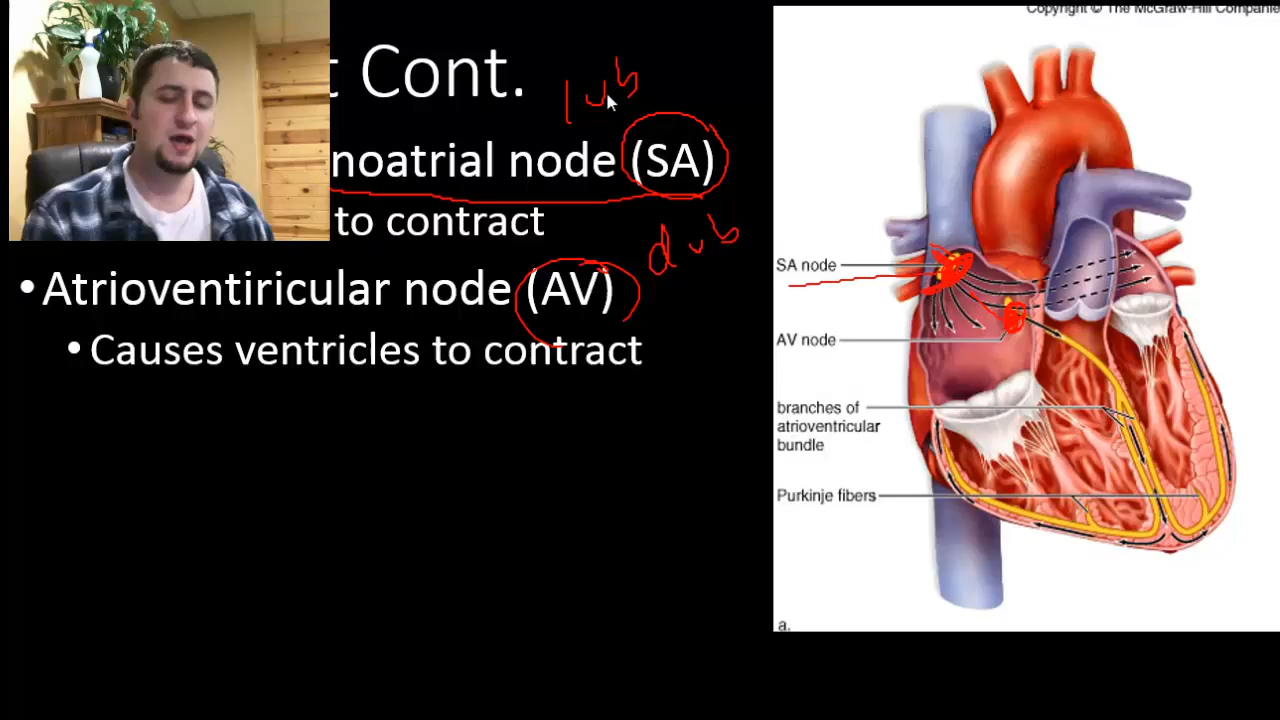 t Cont.
lub
noatrial node (SA)
to contract
dub
• Atrioventiricular node (AV)
• Causes ventricles to contract
Copyright © The McGraw-Hill Companie
SA node
AV node
branches of
atrioventricular
bundle
Purkinje fibers
a.